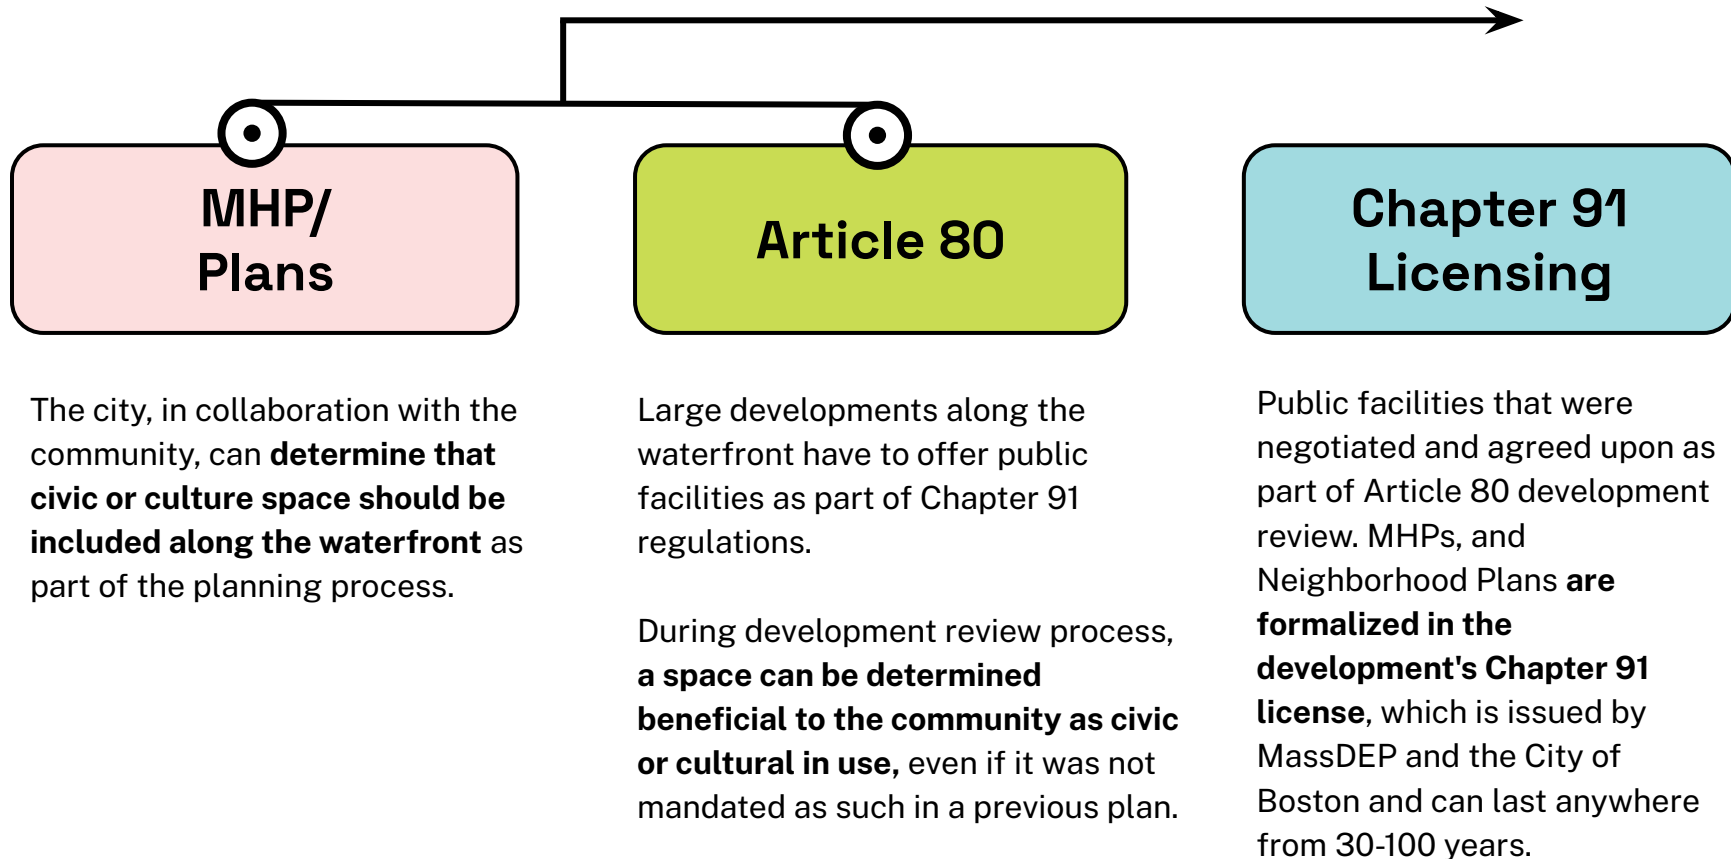 MHP/
Plans
Article 80
Chapter 91
Licensing
The city, in collaboration with the
community, can determine that
civic or culture space should be
included along the waterfront as
part of the planning process.
Large developments along the
waterfront have to offer public
facilities as part of Chapter 91
regulations.
During development review process,
a space can be determined
beneficial to the community as civic
or cultural in use, even if it was not
mandated as such in a previous plan.
Public facilities that were
negotiated and agreed upon as
part of Article 80 development
review. MHPs, and
Neighborhood Plans are
formalized in the
development's Chapter 91
license, which is issued by
MassDEP and the City of
Boston and can last anywhere
from 30-100 years.